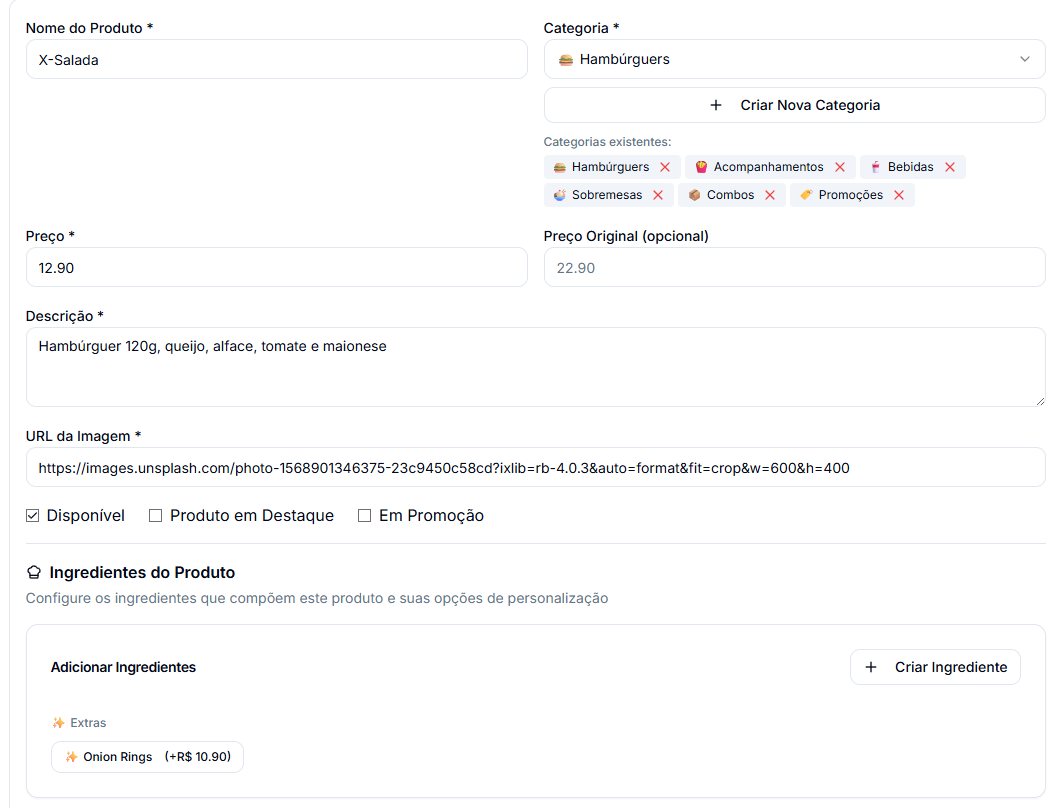 Nome do Produto *
X-Salada
Categoria *
Hambúrguers
+ Criar Nova Categoria
Categorias existentes:
Hambúrguers Acompanhamentos Bebidas
Sobremesas Combos Promoções
Preço *
12.90
Preço Original (opcional)
22.90
Descrição *
Hambúrguer 120g, queijo, alface, tomate e maionese
URL da Imagem *
https://images.unsplash.com/photo-1568901346375-23c9450c58cd?ixlib=rb-4.0.3&auto=format&fit=crop&w=600&h=400
Disponível Produto em Destaque Em Promoção
Ingredientes do Produto
Configure os ingredientes que compõem este produto e suas opções de personalização
Adicionar Ingredientes
+ Criar Ingrediente
Extras
Onion Rings (+R$ 10.90)